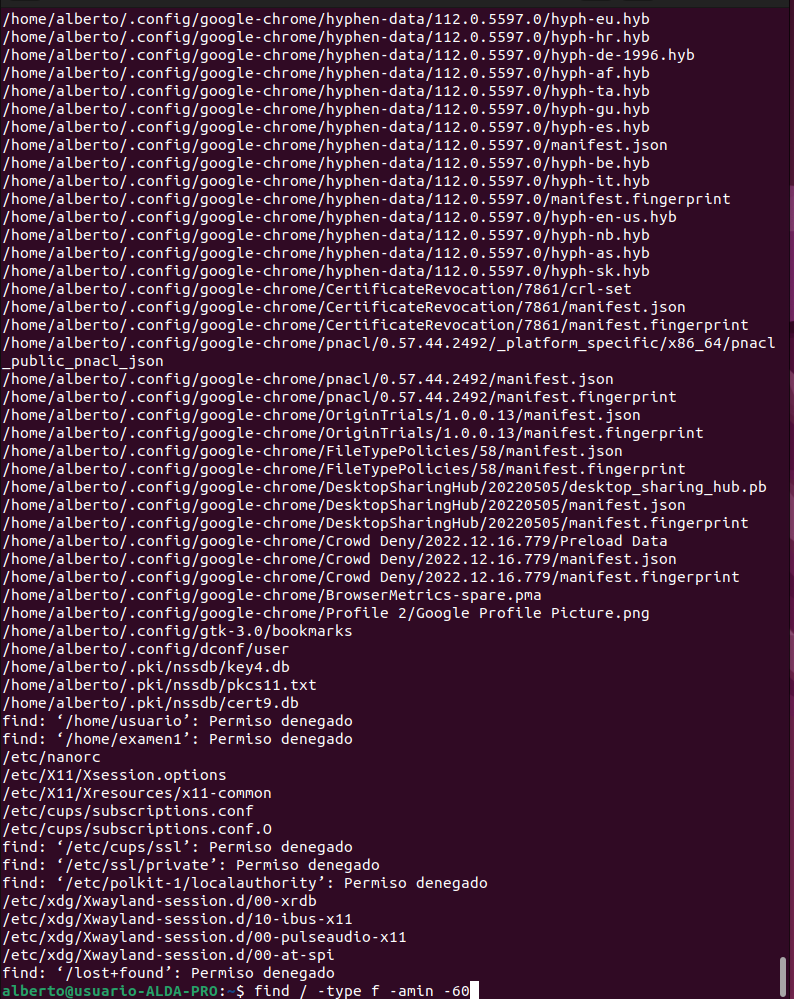 /home/alberto/.config/google-chrome/hyphen-data/112.0.5597.0/hyph-eu.hyb
/home/alberto/.config/google-chrome/hyphen-data/112.0.5597.0/hyph-hr.hyb
/home/alberto/.config/google-chrome/hyphen-data/112.0.5597.0/hyph-de-1996.hyb
/home/alberto/.config/google-chrome/hyphen-data/112.0.5597.0/hyph-af.hyb
/home/alberto/.config/google-chrome/hyphen-data/112.0.5597.0/hyph-ta.hyb
/home/alberto/.config/google-chrome/hyphen-data/112.0.5597.0/hyph-gu.hyb
/home/alberto/.config/google-chrome/hyphen-data/112.0.5597.0/hyph-es.hyb
/home/alberto/.config/google-chrome/hyphen-data/112.0.5597.0/manifest.json
/home/alberto/.config/google-chrome/hyphen-data/112.0.5597.0/hyph-be.hyb
/home/alberto/.config/google-chrome/hyphen-data/112.0.5597.0/hyph-it.hyb
/home/alberto/.config/google-chrome/hyphen-data/112.0.5597.0/manifest.fingerprint
/home/alberto/.config/google-chrome/hyphen-data/112.0.5597.0/hyph-en-us.hyb
/home/alberto/.config/google-chrome/hyphen-data/112.0.5597.0/hyph-nb.hyb
/home/alberto/.config/google-chrome/hyphen-data/112.0.5597.0/hyph-as.hyb
/home/alberto/.config/google-chrome/hyphen-data/112.0.5597.0/hyph-sk.hyb
/home/alberto/.config/google-chrome/CertificateRevocation/7861/crl-set
/home/alberto/.config/google-chrome/CertificateRevocation/7861/manifest.json
/home/alberto/.config/google-chrome/CertificateRevocation/7861/manifest.fingerprint
/home/alberto/.config/google-chrome/pnacl/0.57.44.2492/_platform_specific/x86_64/pnacl
_public_pnacl_json
/home/alberto/.config/google-chrome/pnacl/0.57.44.2492/manifest.json
/home/alberto/.config/google-chrome/pnacl/0.57.44.2492/manifest.fingerprint
/home/alberto/.config/google-chrome/OriginTrials/1.0.0.13/manifest.json
/home/alberto/.config/google-chrome/OriginTrials/1.0.0.13/manifest.fingerprint
/home/alberto/.config/google-chrome/FileTypePolicies/58/manifest.json
/home/alberto/.config/google-chrome/FileTypePolicies/58/manifest.fingerprint
/home/alberto/.config/google-chrome/DesktopSharingHub/20220505/desktop_sharing_hub.pb
/home/alberto/.config/google-chrome/DesktopSharingHub/20220505/manifest.json
/home/alberto/.config/google-chrome/DesktopSharingHub/20220505/manifest.fingerprint
/home/alberto/.config/google-chrome/Crowd Deny/2022.12.16.779/Preload Data
/home/alberto/.config/google-chrome/Crowd Deny/2022.12.16.779/manifest.json
/home/alberto/.config/google-chrome/Crowd Deny/2022.12.16.779/manifest.fingerprint
/home/alberto/.config/google-chrome/BrowserMetrics-spare.pma
/home/alberto/.config/google-chrome/Profile 2/Google Profile Picture.png
/home/alberto/.config/gtk-3.0/bookmarks
/home/alberto/.config/dconf/user
/home/alberto/.pki/nssdb/key4.db
/home/alberto/.pki/nssdb/pkcs11.txt
/home/alberto/.pki/nssdb/cert9.db
find: ‘/home/usuario’: Permiso denegado
find: ‘/home/examen1’: Permiso denegado
/etc/nanorc
/etc/X11/Xsession.options
/etc/X11/Xresources/x11-common
/etc/cups/subscriptions.conf
/etc/cups/subscriptions.conf.O
find: ‘/etc/cups/ssl’: Permiso denegado
find: ‘/etc/ssl/private’: Permiso denegado
find: ‘/etc/polkit-1/localauthority’: Permiso denegado
/etc/xdg/Xwayland-session.d/00-xrdb
/etc/xdg/Xwayland-session.d/10-ibus-x11
/etc/xdg/Xwayland-session.d/00-pulseaudio-x11
/etc/xdg/Xwayland-session.d/00-at-spi
find: ‘/lost+found’: Permiso denegado
alberto@usuario-ALDA-PRO:~$ find / -type f -amin -60